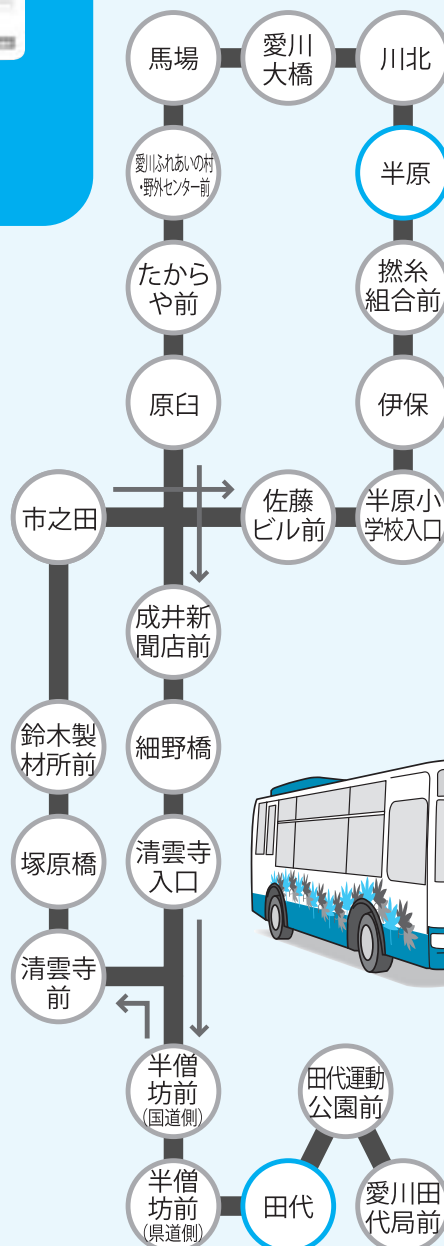 馬場
愛川
大橋
川北
愛川ふれあいの村
・野外センター前
半原
たから
や前
撚糸
組合前
原臼
伊保
市之田
佐藤
ビル前
半原小
学校入口
成井新
聞店前
鈴木製
材所前
細野橋
塚原橋
清雲寺
入口
清雲寺
前
半僧
坊前
(国道側)
田代運動
公園前
半僧
坊前
(県道側)
田代
愛川田
代局前